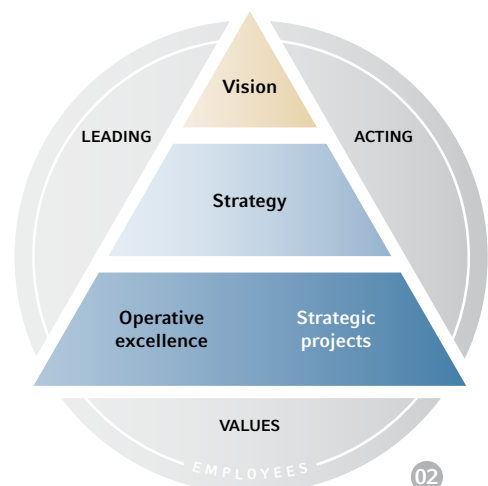 Vision
LEADING
ACTING
Strategy
Operative
excellence
Strategic
projects
VALUES
EMPLOYEES
02